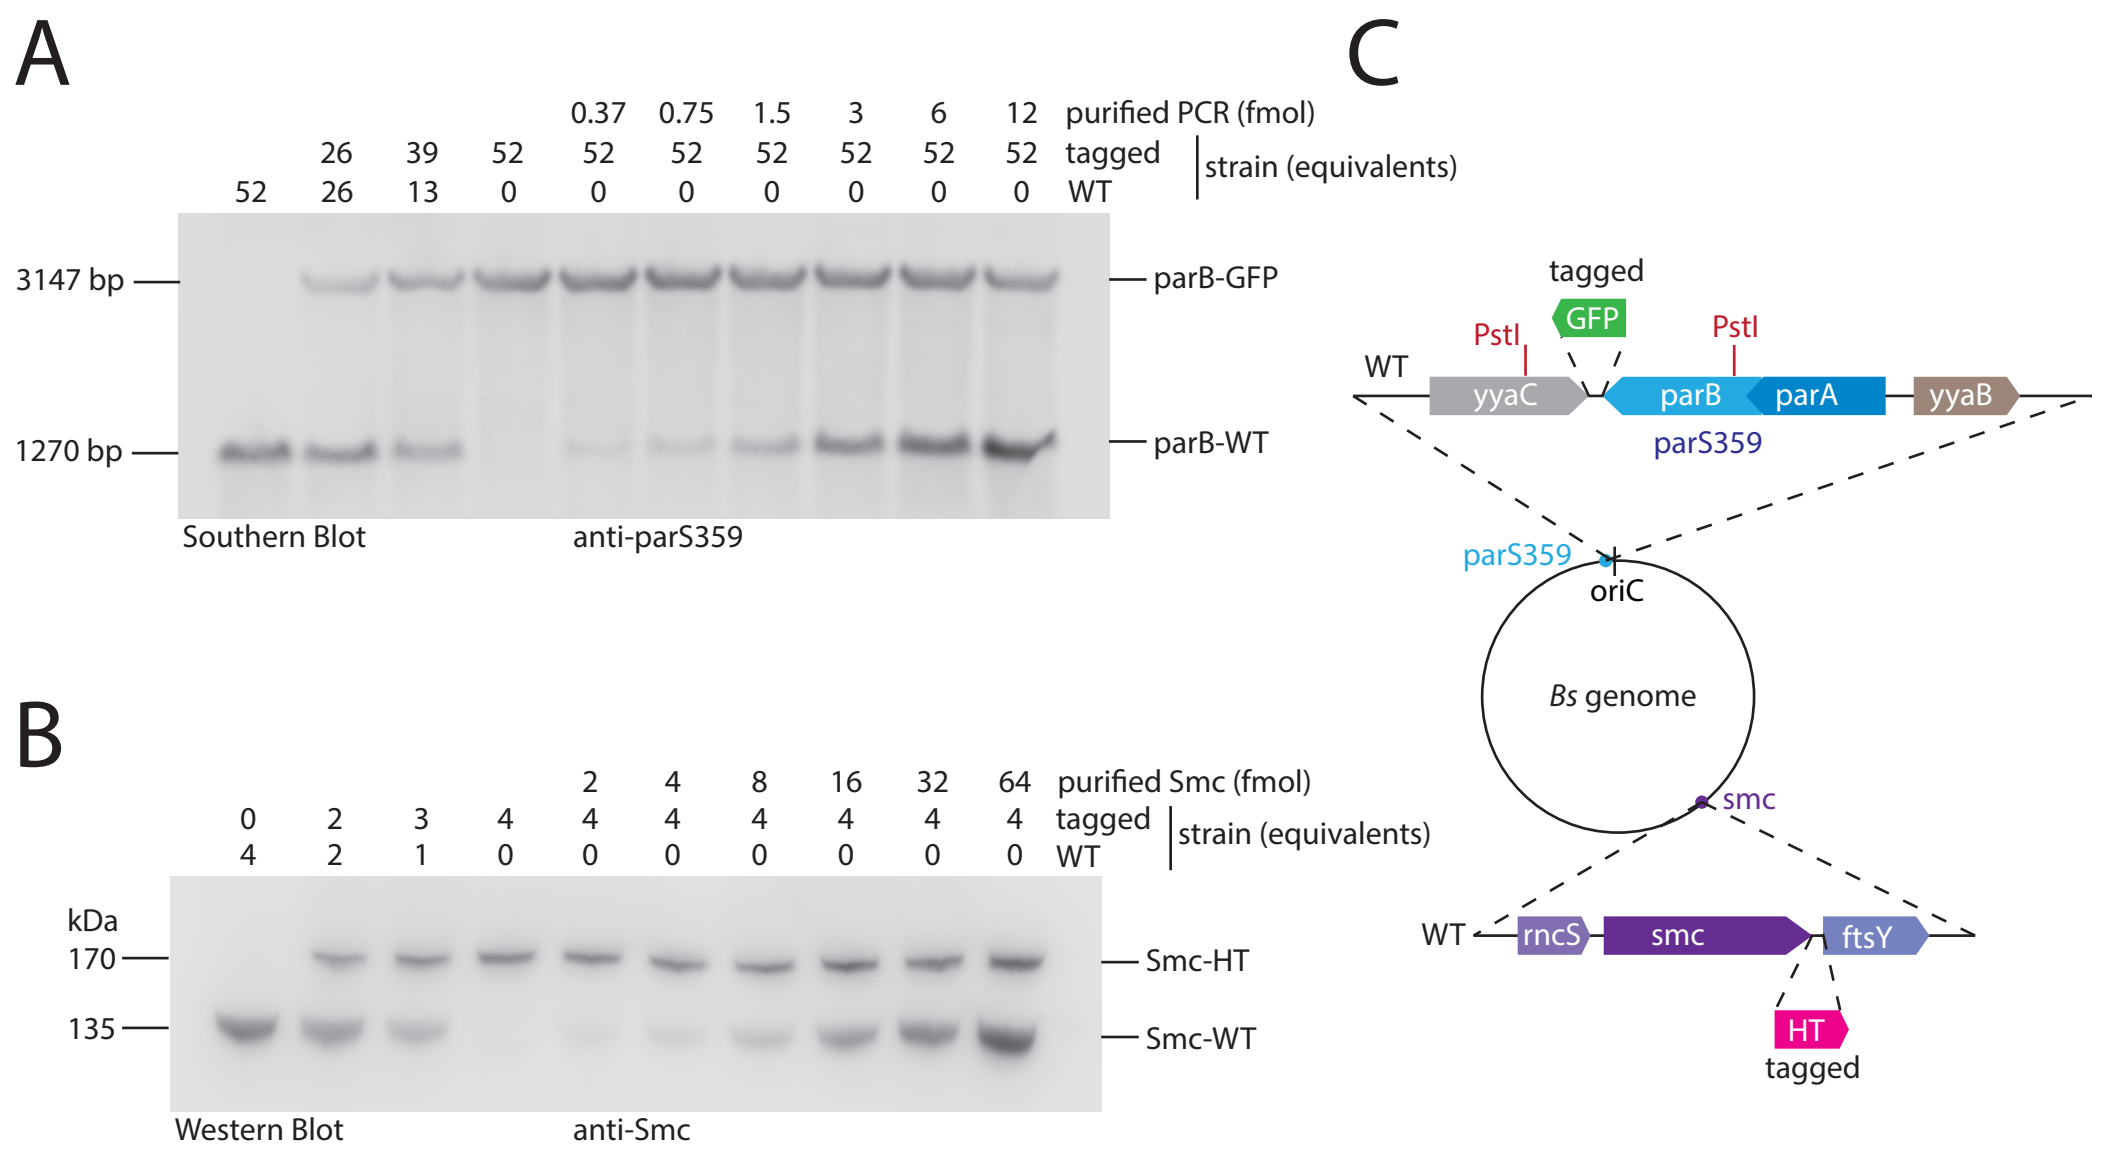 A
0.37 0.75 1.5 3 6 12 purified PCR (fmol)
26 39 52 52 52 52 52 52 52 tagged
52 26 13 0 0 0 0 0 0 0 WT
strain (equivalents)
3147 bp
parB-GFP
1270 bp
parB-WT
Southern Blot
anti-parS359
B
2 4 8 16 32 64 purified Smc (fmol)
0 2 3 4 4 4 4 4 4 4 tagged
4 2 1 0 0 0 0 0 0 0 WT
strain (equivalents)
kDa
170
Smc-HT
135
Smc-WT
Western Blot
anti-Smc
C
tagged
GFP
PstI
PstI
WT
yyaC
parB
parA
yyaB
parS359
parS359
oriC
Bs genome
smc
WT
rncS
smc
ftsY
HT
tagged